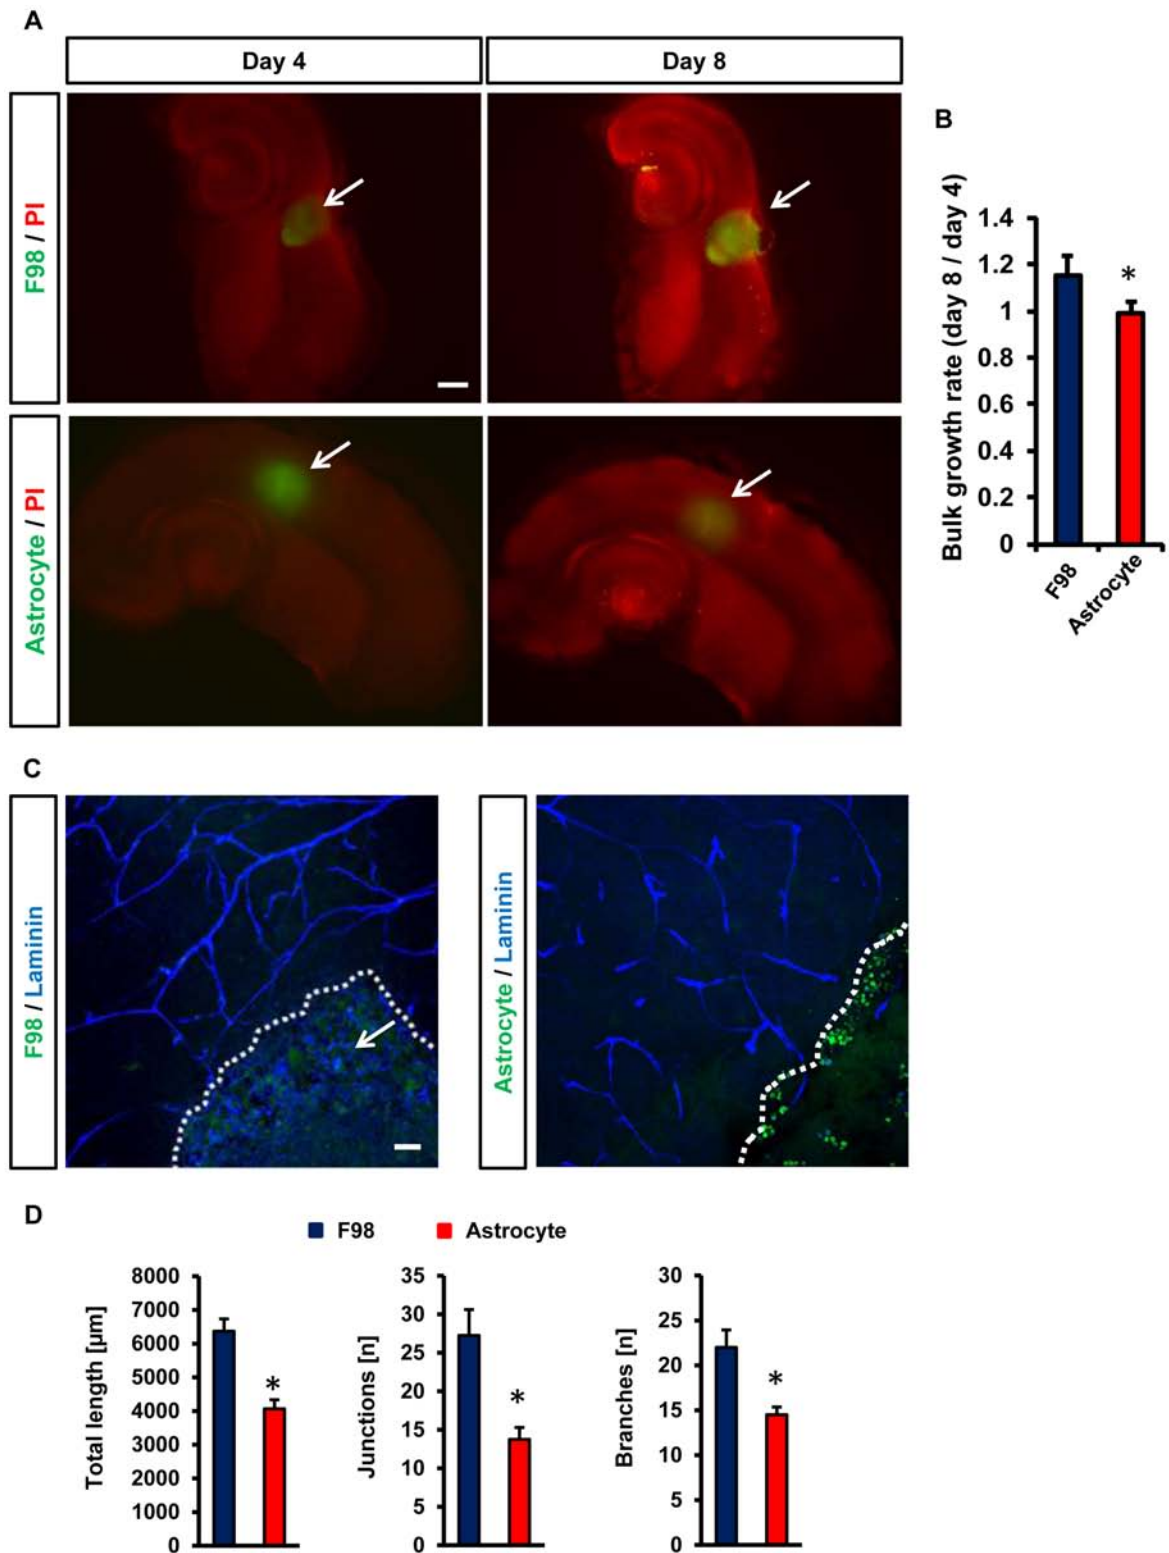 A
Day 4
Day 8
F98 / PI
Astrocyte / PI
B
Bulk growth rate (day 8 / day 4)
1.4
1.2
1
0.8
0.6
0.4
0.2
0
F98
Astrocyte
*
C
F98 / Laminin
Astrocyte / Laminin
D
F98
Astrocyte
Total length [µm]
8000
7000
6000
5000
4000
3000
2000
1000
0
*
Junctions [n]
35
30
25
20
15
10
5
0
*
Branches [n]
30
25
20
15
10
5
0
*